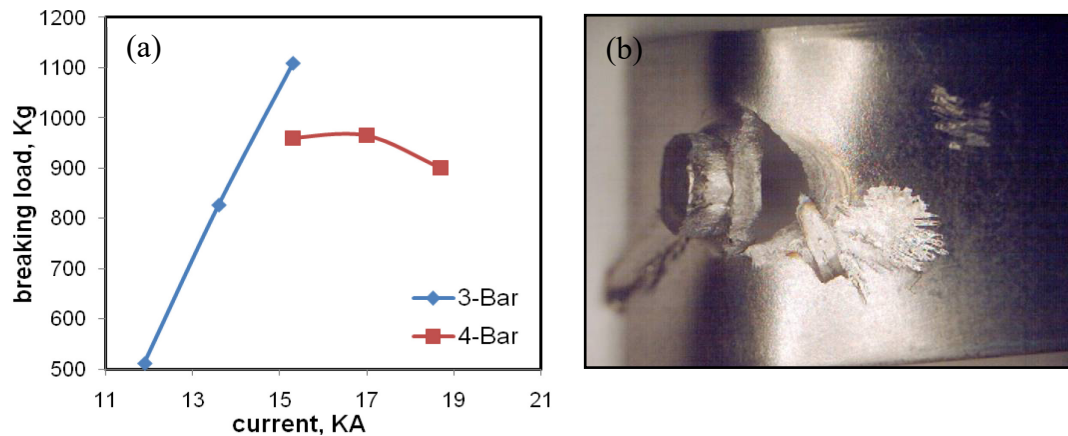 (a)
1200
1100
1000
900
800
700
600
500
breaking load, Kg
3-Bar
4-Bar
11 13 15 17 19 21
current, KA
(b)